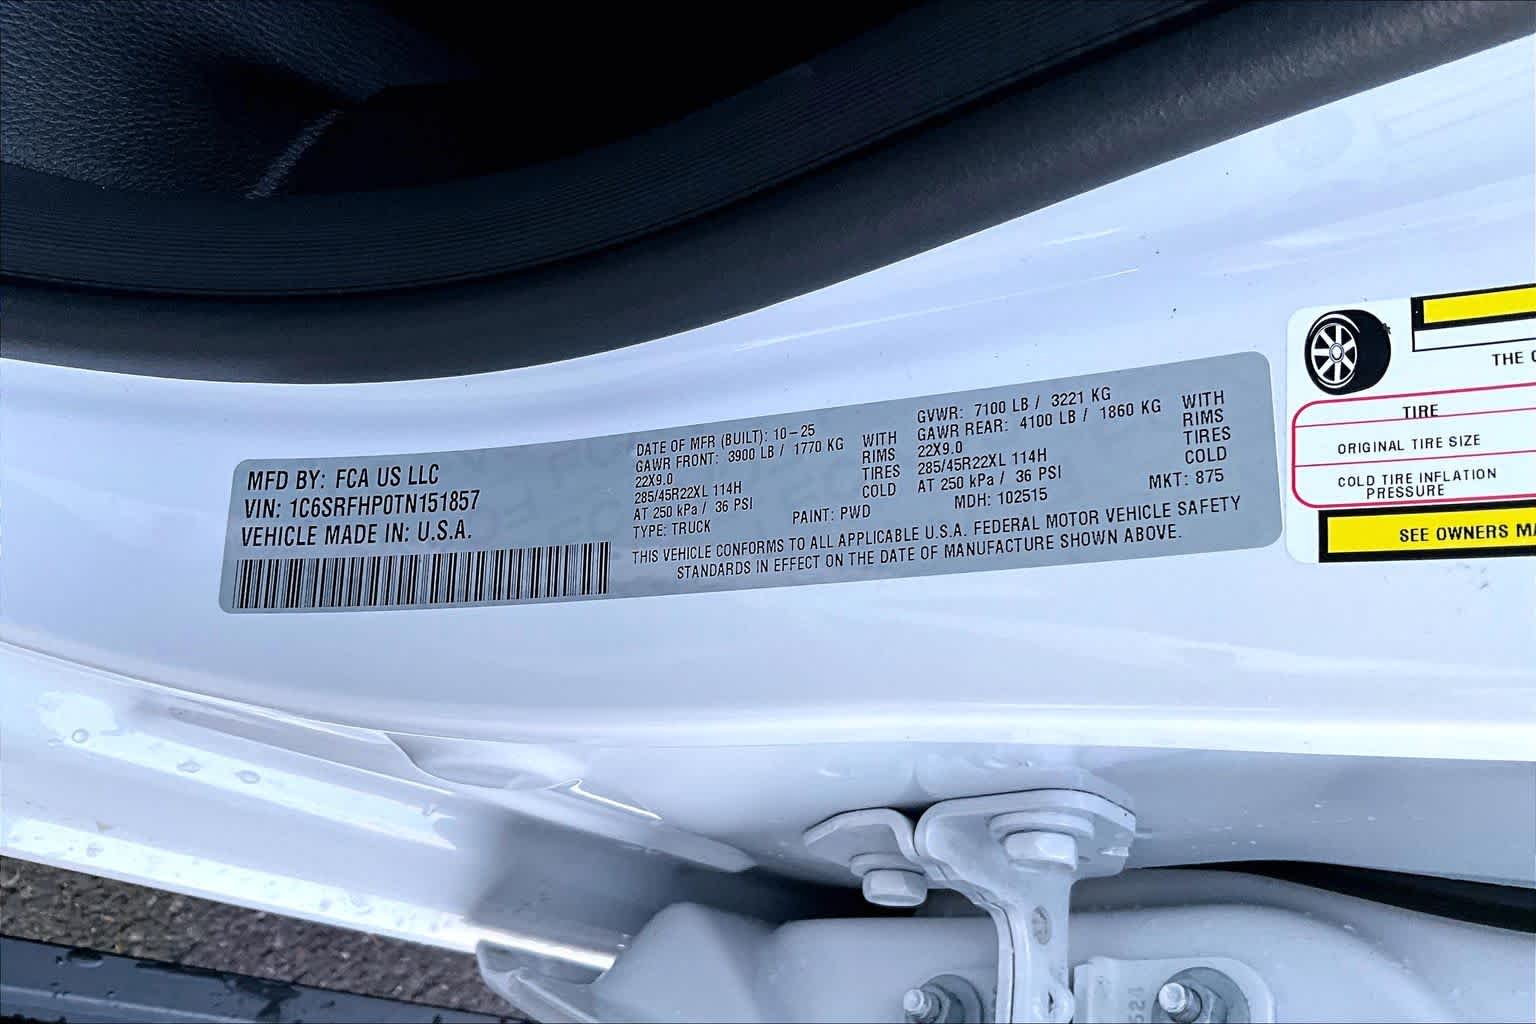 MFD BY: FCA US LLC
VIN: 1C6SRFHP0TN151857
VEHICLE MADE IN: U.S.A.
DATE OF MFR (BUILT): 10-25
GAWR FRONT: 3900 LB / 1770 KG WITH
22X9.0 RIMS
285/45R22XL 114H TIRES
AT 250 kPa / 36 PSI COLD
TYPE: TRUCK PAINT: PWD
GVWR: 7100 LB / 3221 KG
GAWR REAR: 4100 LB / 1860 KG WITH
22X9.0 RIMS
285/45R22XL 114H TIRES
AT 250 kPa / 36 PSI COLD
MDH: 102515 MKT: 875
THIS VEHICLE CONFORMS TO ALL APPLICABLE U.S.A. FEDERAL MOTOR VEHICLE SAFETY
STANDARDS IN EFFECT ON THE DATE OF MANUFACTURE SHOWN ABOVE.
THE
TIRE
ORIGINAL TIRE SIZE
COLD TIRE INFLATION
PRESSURE
SEE OWNERS